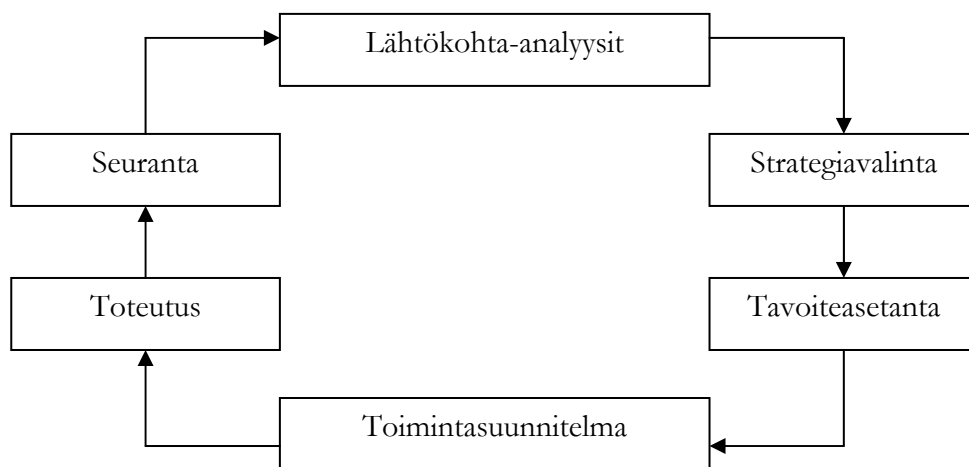 Lähtökohta-analyysit
Seuranta
Strategiavalinta
Toteutus
Tavoiteasetanta
Toimintasuunnitelma